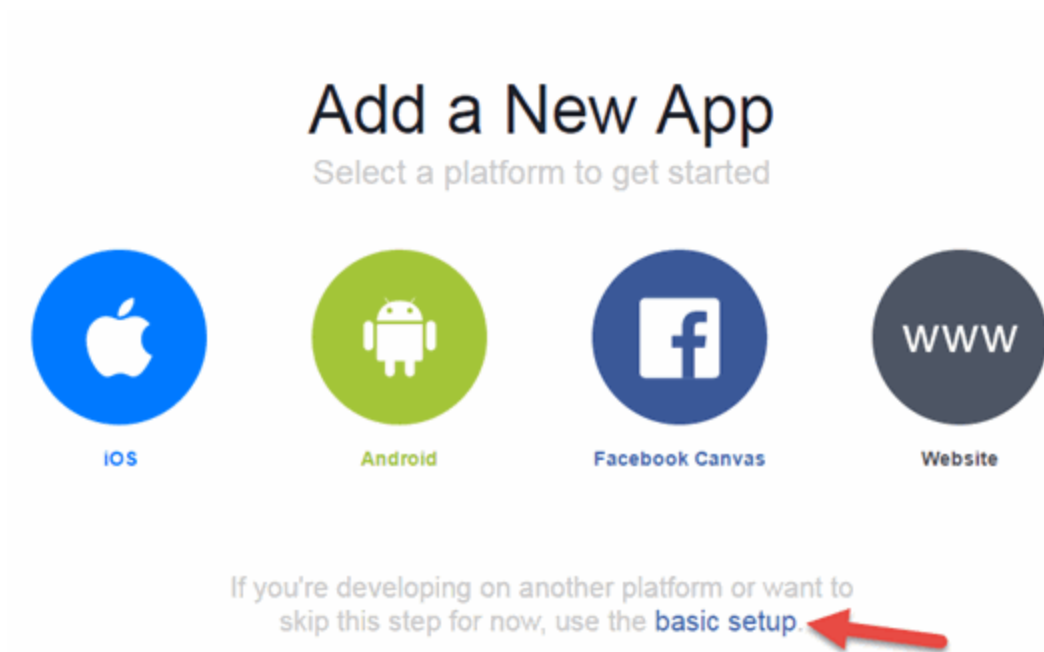 Add a New App
Select a platform to get started
www
iOS
Android
Facebook Canvas
Website
If you're developing on another platform or want to
skip this step for now, use the basic setup.